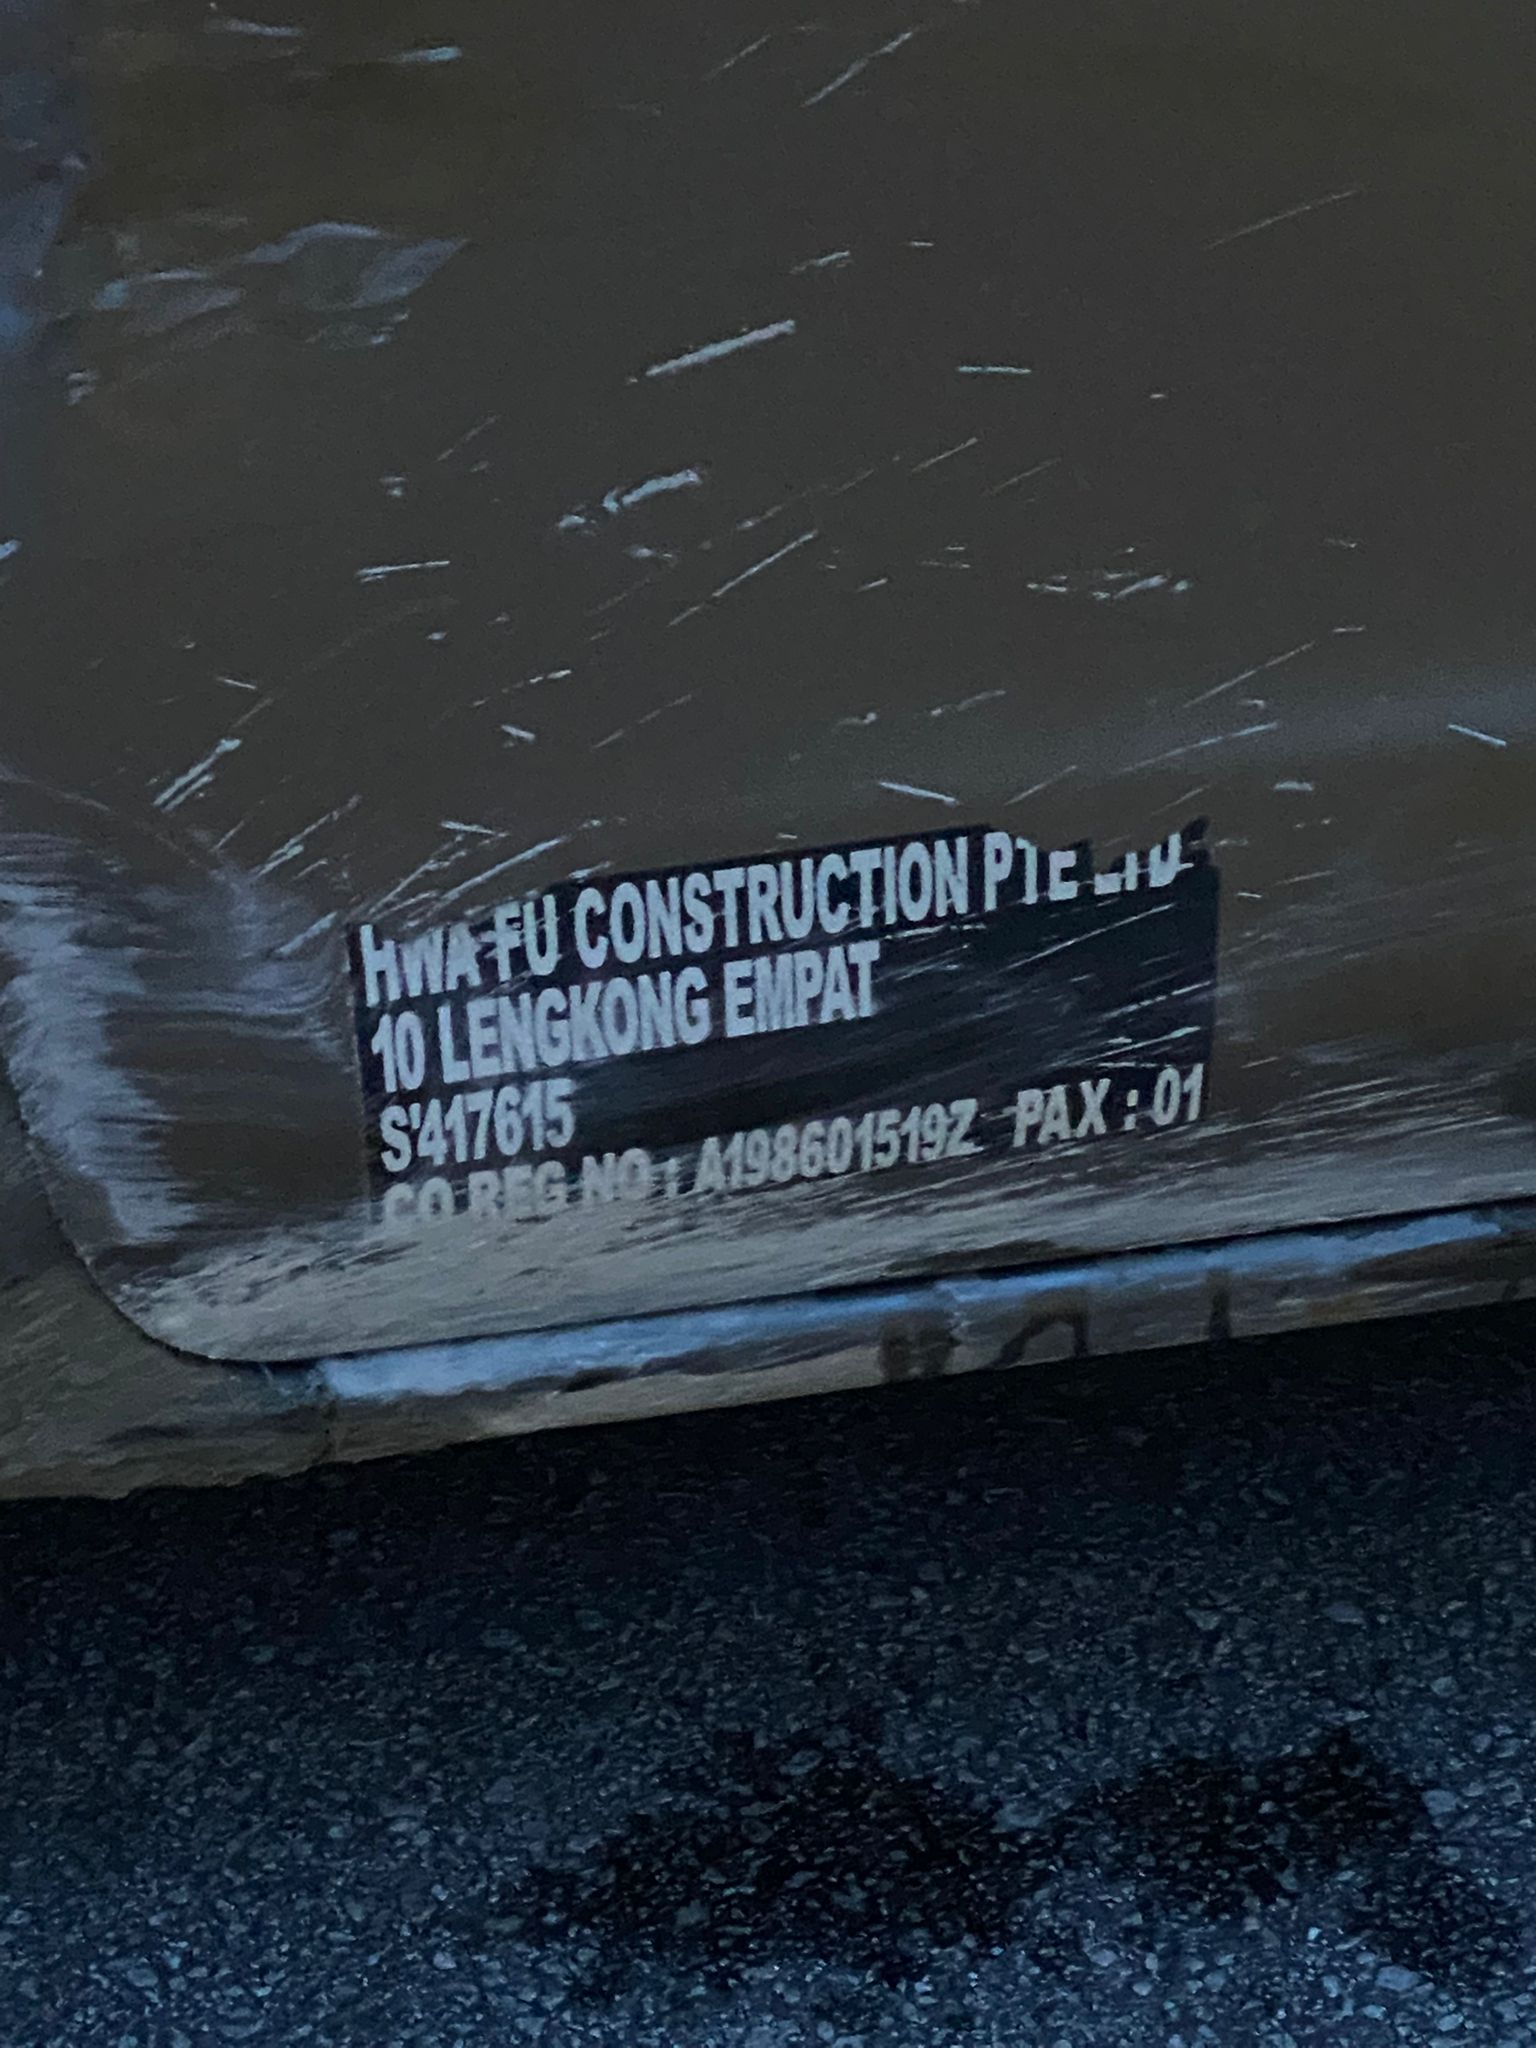 HWA FU CONSTRUCTION PTE LTD
10 LENGKONG EMPAT
S'417615
CO REG NO : A198601519Z PAX : 01